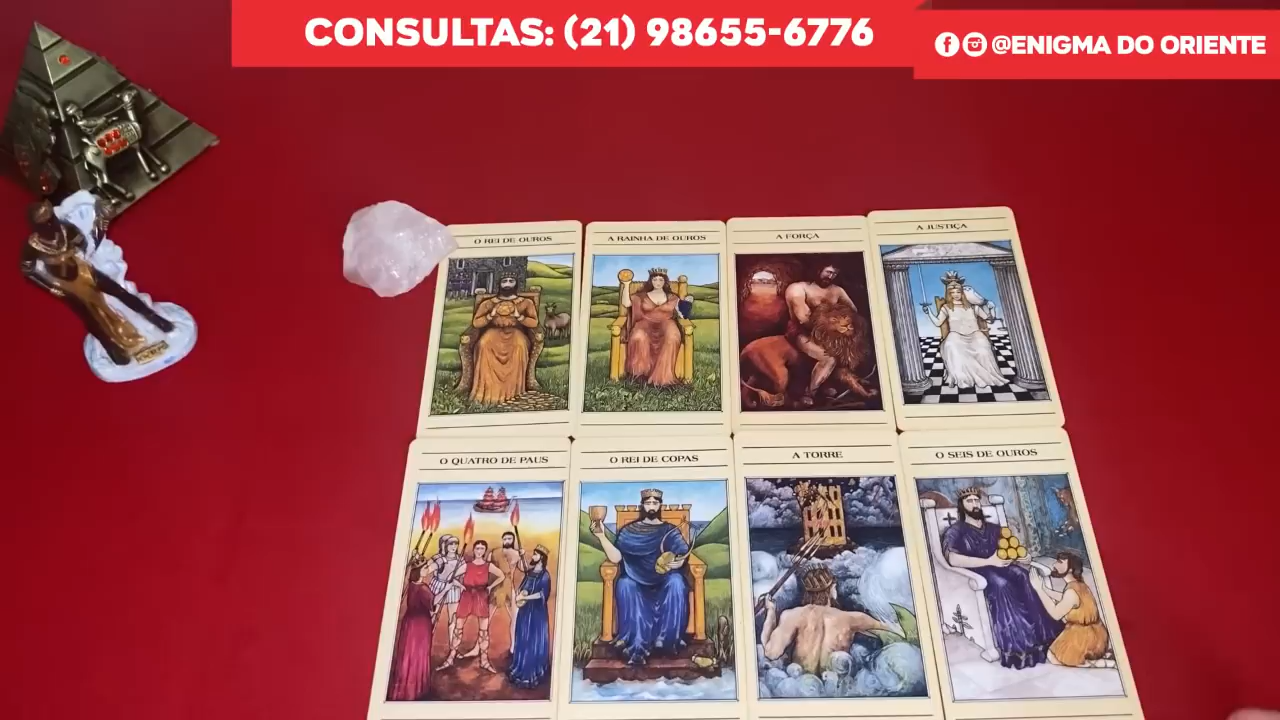 CONSULTAS: (21) 98655-6776
@ENIGMA DO ORIENTE
O REI DE OUROS
A RAINHA DE OUROS
A FORÇA
A JUSTIÇA
O QUATRO DE PAUS
O REI DE COPAS
A TORRE
O SEIS DE OUROS